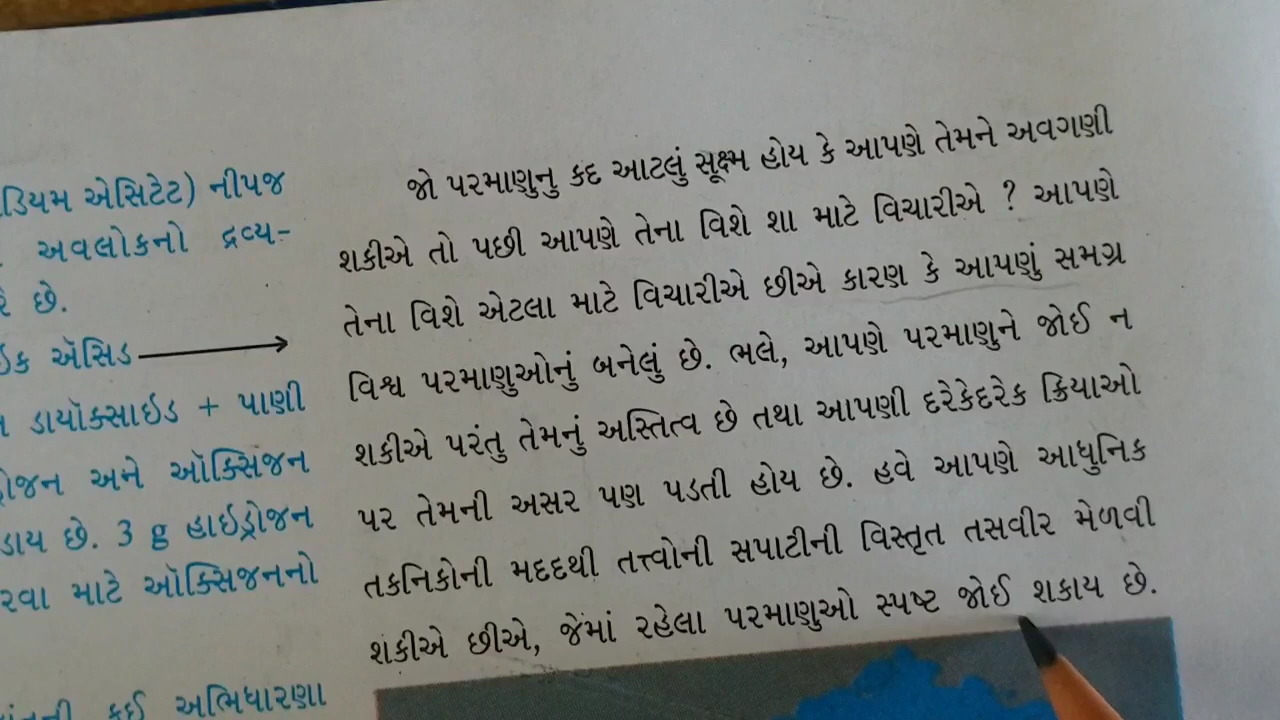 એસિટેટ) નીપજ
અવલોકનો દ્રવ્ય-
છે.
ઍસિડ
ડાયૉક્સાઇડ + પાણી
અને ઑક્સિજન
છે. 3 g હાઇડ્રોજન
માટે ઑક્સિજનનો
કઈ અભિધારણા
જો પરમાણુનુ કદ આટલું સૂક્ષ્મ હોય કે આપણે તેમને અવગણી
શકીએ તો પછી આપણે તેના વિશે શા માટે વિચારીએ ? આપણે
તેના વિશે એટલા માટે વિચારીએ છીએ કારણ કે આપણું સમગ્ર
વિશ્વ પરમાણુઓનું બનેલું છે. ભલે, આપણે પરમાણુને જોઈ ન
શકીએ પરંતુ તેમનું અસ્તિત્વ છે તથા આપણી દરેકેદરેક ક્રિયાઓ
પર તેમની અસર પણ પડતી હોય છે. હવે આપણે આધુનિક
તકનિકોની મદદથી તત્ત્વોની સપાટીની વિસ્તૃત તસવીર મેળવી
શકીએ છીએ, જેમાં રહેલા પરમાણુઓ સ્પષ્ટ જોઈ શકાય છે.